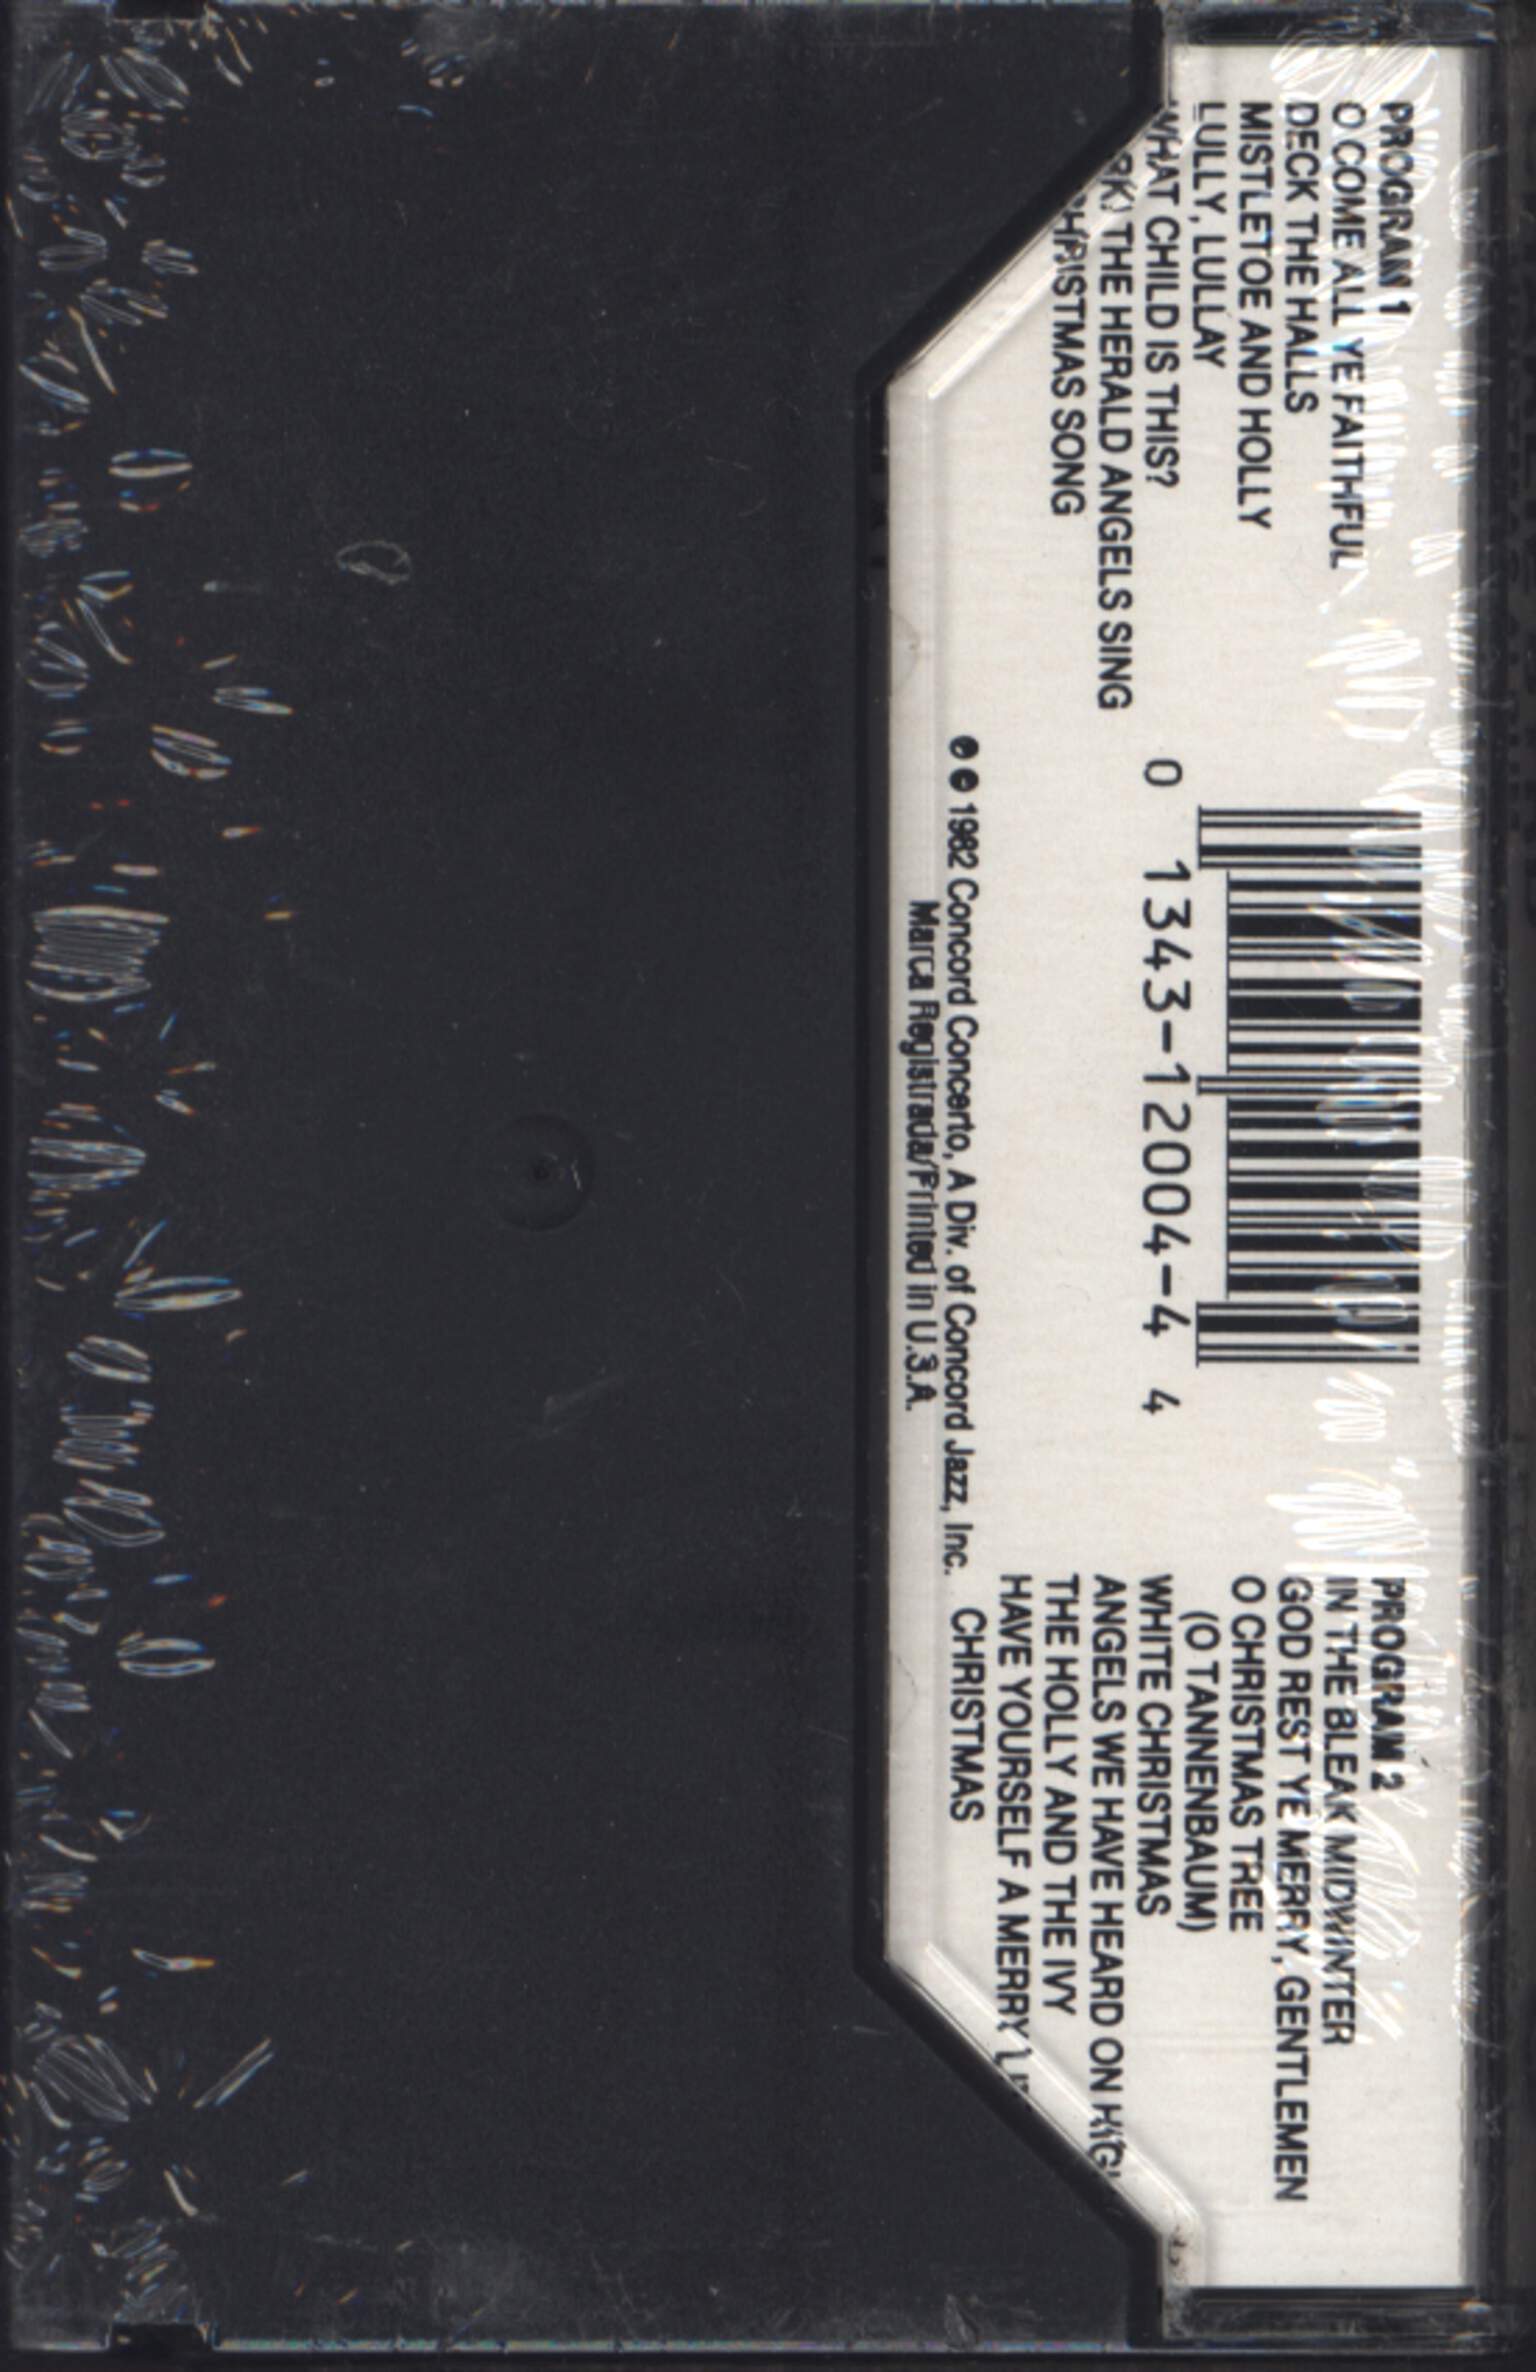 PROGRAM 1
O COME ALL YE FAITHFUL
DECK THE HALLS
MISTLETOE AND HOLLY
LULLY, LULLAY
WHAT CHILD IS THIS?
RK! THE HERALD ANGELS SING
CHRISTMAS SONG
0 1343-12004-4 4
℗ © 1982 Concord Concerto, A Div. of Concord Jazz, Inc.
Marca Registrada/Printed in U.S.A.
PROGRAM 2
IN THE BLEAK MIDWINTER
GOD REST YE MERRY, GENTLEMEN
O CHRISTMAS TREE
(O TANNENBAUM)
WHITE CHRISTMAS
ANGELS WE HAVE HEARD ON HIGH
THE HOLLY AND THE IVY
HAVE YOURSELF A MERRY
CHRISTMAS